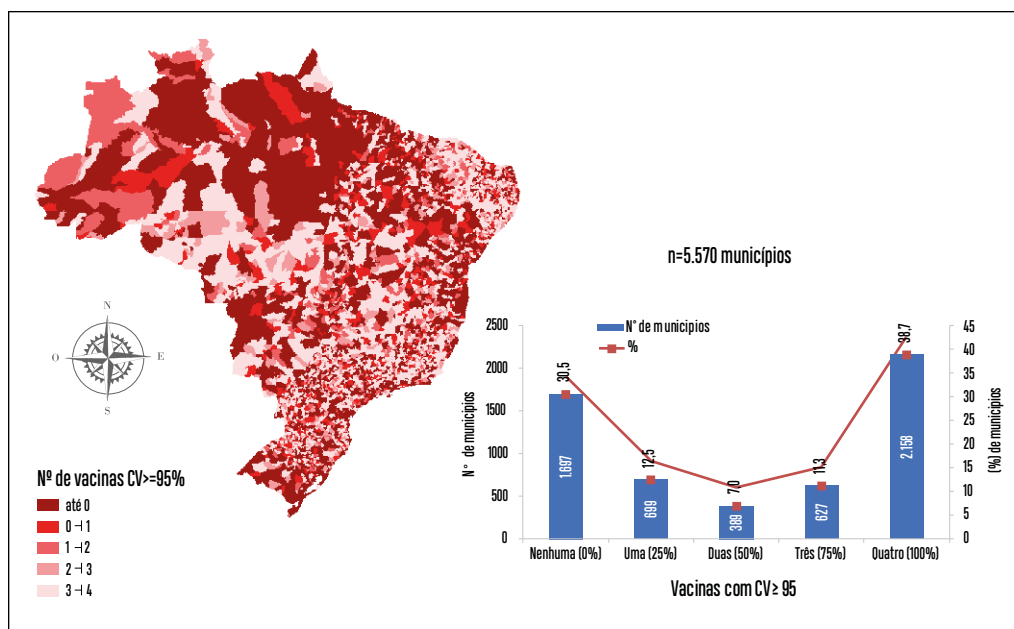 N
O
E
S
Nº de vacinas CV>=95%
até 0
0 ⊣ 1
1 ⊣ 2
2 ⊣ 3
3 ⊣ 4
n=5.570 municípios
N° de municipios
%
N° de municípios
2500
2000
1500
1000
500
0
30,5
12,5
7,0
11,3
38,7
1.697
699
389
627
2.158
45
40
35
30
25
20
15
10
5
0
(%) de municípios
Nenhuma (0%) Uma (25%) Duas (50%) Três (75%) Quatro (100%)
Vacinas com CV≥ 95